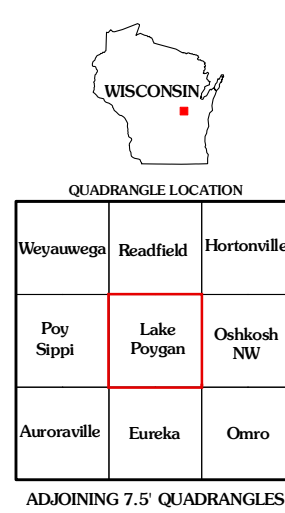 WISCONSIN
QUADRANGLE LOCATION
Weyauwega Readfield Hortonville
Poy Sippi Lake Poygan Oshkosh NW
Auroraville Eureka Omro
ADJOINING 7.5' QUADRANGLES